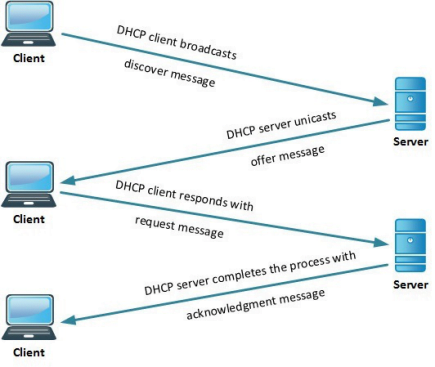 Client
DHCP client broadcasts
discover message
Server
DHCP server unicasts
offer message
Client
DHCP client responds with
request message
Server
DHCP server completes the process with
acknowledgment message
Client